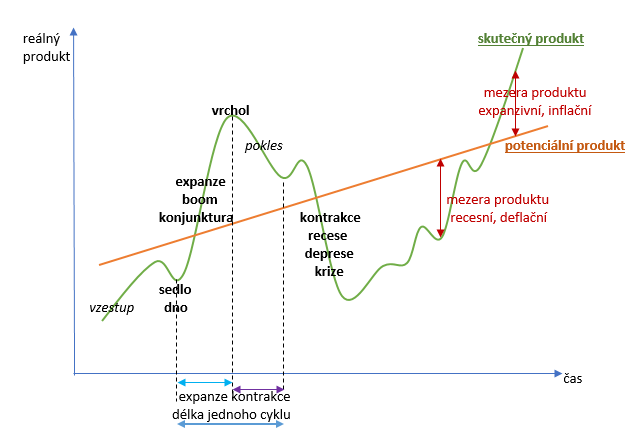 reálný
produkt
skutečný produkt
mezera produktu
expanzivní, inflační
vrchol
pokles
potenciální produkt
expanze
boom
konjunktura
mezera produktu
recesní, deflační
kontrakce
recese
deprese
krize
sedlo
dno
vzestup
čas
expanze kontrakce
délka jednoho cyklu